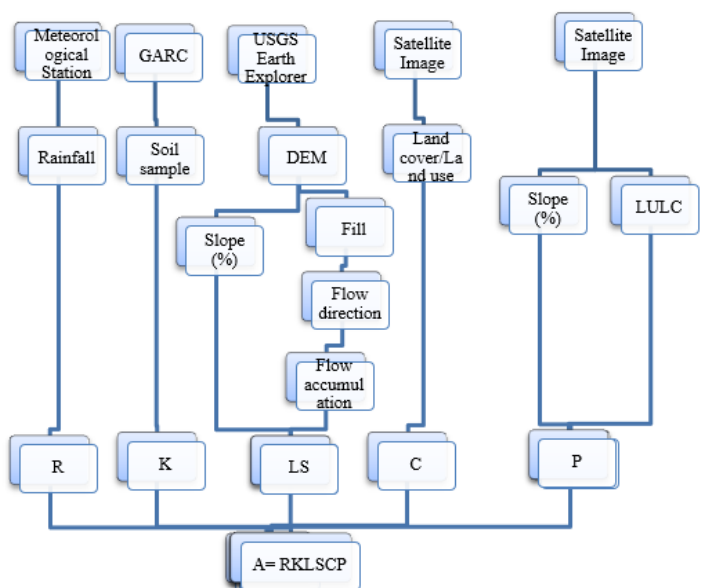 Meteorol
ogical
Station
GARC
USGS
Earth
Explorer
Satellite
Image
Satellite
Image
Rainfall
Soil
sample
DEM
Land
cover/La
nd use
Slope
(%)
Fill
Slope
(%)
LULC
Flow
direction
Flow
accumul
ation
R
K
LS
C
P
A= RKLSCP